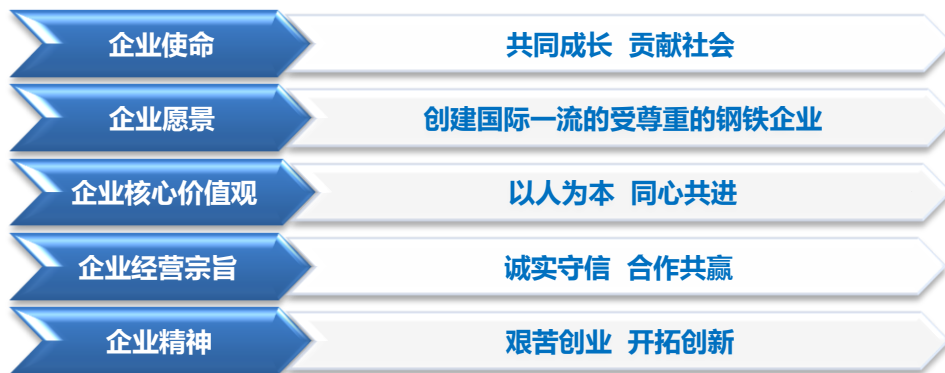 企业使命 共同成长 贡献社会
企业愿景 创建国际一流的受尊重的钢铁企业
企业核心价值观 以人为本 同心共进
企业经营宗旨 诚实守信 合作共赢
企业精神 艰苦创业 开拓创新